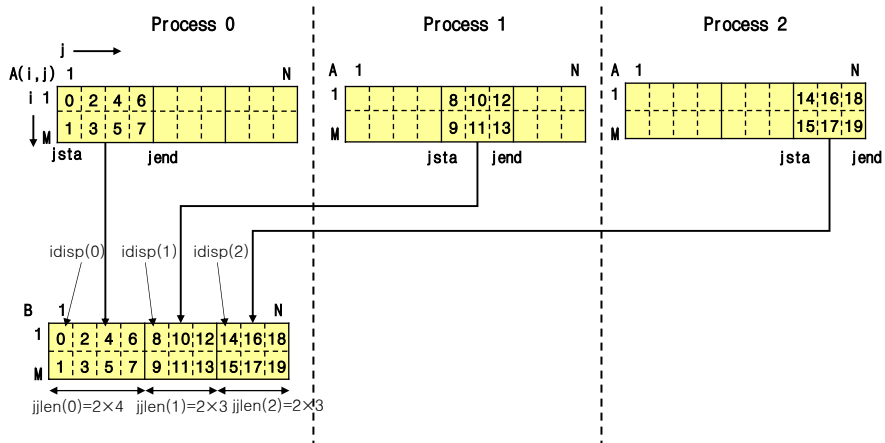 Process 0
Process 1
Process 2
j
A(i,j) 1 N
i 1 0 2 4 6
M 1 3 5 7
jsta jend
A 1 N
1 8 10 12
M 9 11 13
jsta jend
A 1 N
1 14 16 18
M 15 17 19
jsta jend
idisp(0) idisp(1) idisp(2)
B 1 N
1 0 2 4 6 8 10 12 14 16 18
M 1 3 5 7 9 11 13 15 17 19
jjlen(0)=2×4 jjlen(1)=2×3 jjlen(2)=2×3